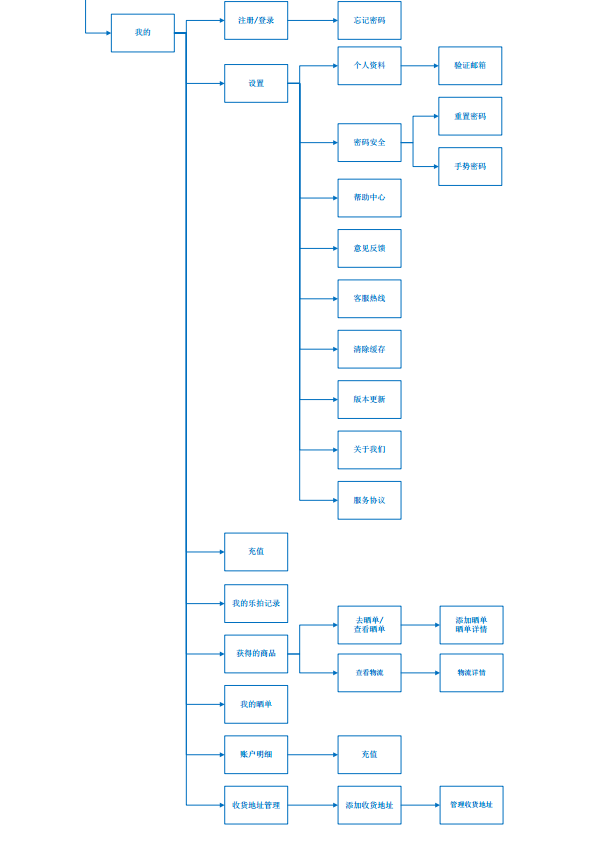 注册/登录
忘记密码
我的
个人资料
验证邮箱
设置
重置密码
密码安全
手势密码
帮助中心
意见反馈
客服热线
清除缓存
版本更新
关于我们
服务协议
充值
我的乐拍记录
去晒单/
查看晒单
添加晒单
晒单详情
获得的商品
查看物流
物流详情
我的晒单
账户明细
充值
收货地址管理
添加收货地址
管理收货地址